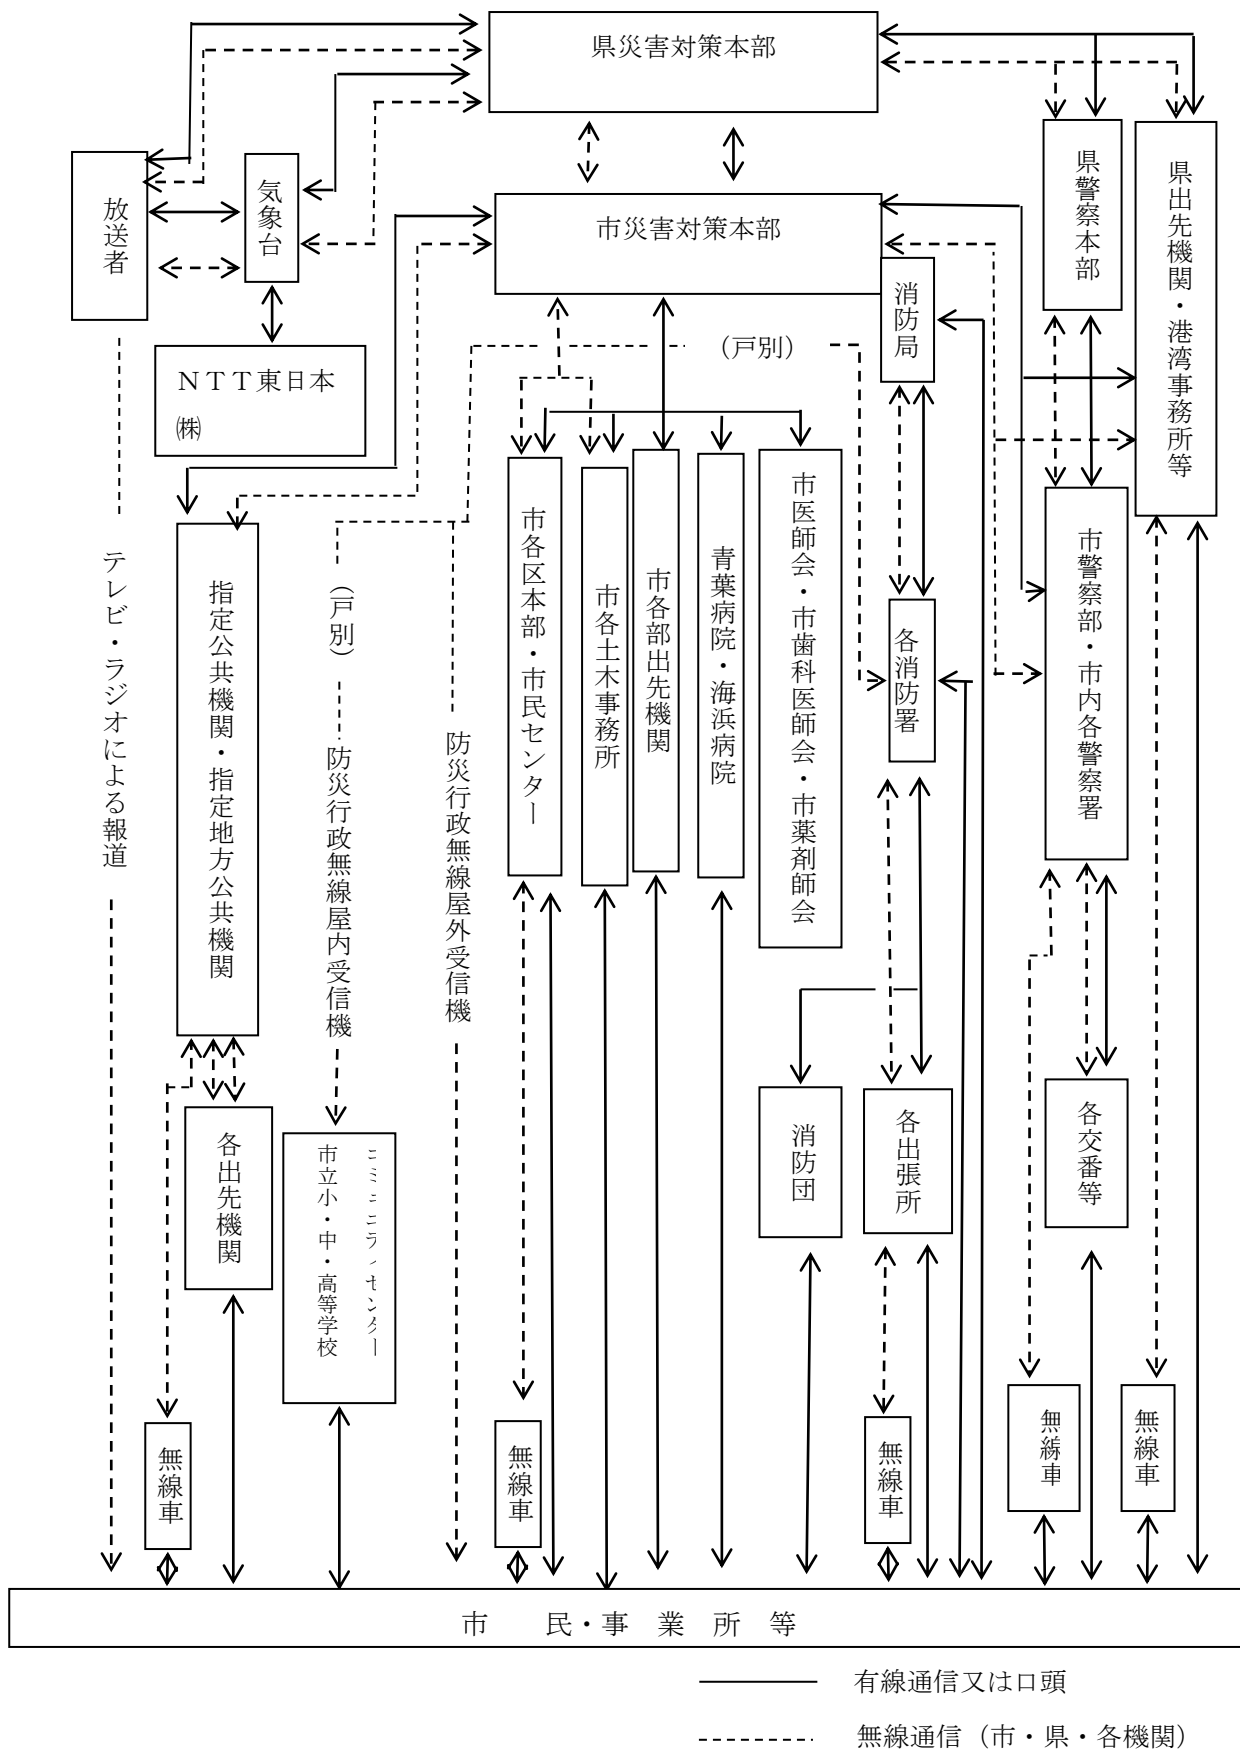 県災害対策本部
放送者
気象台
市災害対策本部
消防局
県警察本部
県出先機関・港湾事務所等
ＮＴＴ東日本
㈱
（戸別）
テレビ・ラジオによる報道
指定公共機関・指定地方公共機関
（戸別）
防災行政無線屋内受信機
防災行政無線屋外受信機
市各区本部・市民センター
市各土木事務所
市各部出先機関
青葉病院・海浜病院
市医師会・市歯科医師会・市薬剤師会
各消防署
市警察部・市内各警察署
各出先機関
コミュニティセンター
市立小・中・高等学校
消防団
各出張所
各交番等
無線車
無線車
無線車
無線車
無線車
市　民・事　業　所　等
有線通信又は口頭
無線通信（市・県・各機関）